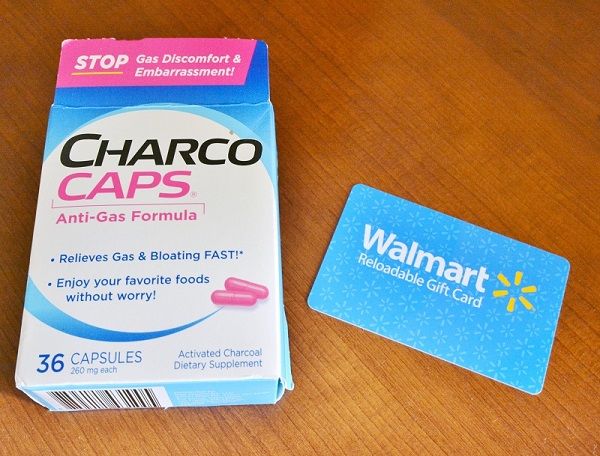 STOP Gas Discomfort &
Embarrassment!
CHARCO
CAPS®
Anti-Gas Formula
• Relieves Gas & Bloating FAST!*
• Enjoy your favorite foods
without worry!
36 CAPSULES
260 mg each
Activated Charcoal
Dietary Supplement
Walmart
Reloadable Gift Card